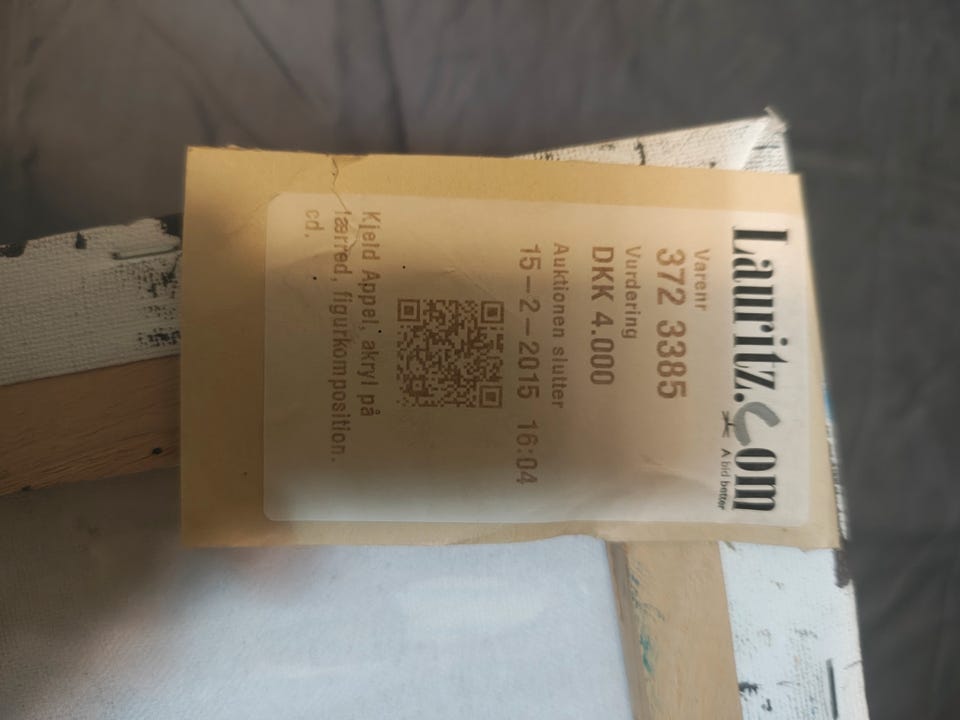 Lauritz.com
A bid better
Varenr
372 3385
Vurdering
DKK 4.000
Auktionen slutter
15-2-2015 16:04
Kjeld Appel, akryl på
lærred, figurkomposition.
cd.